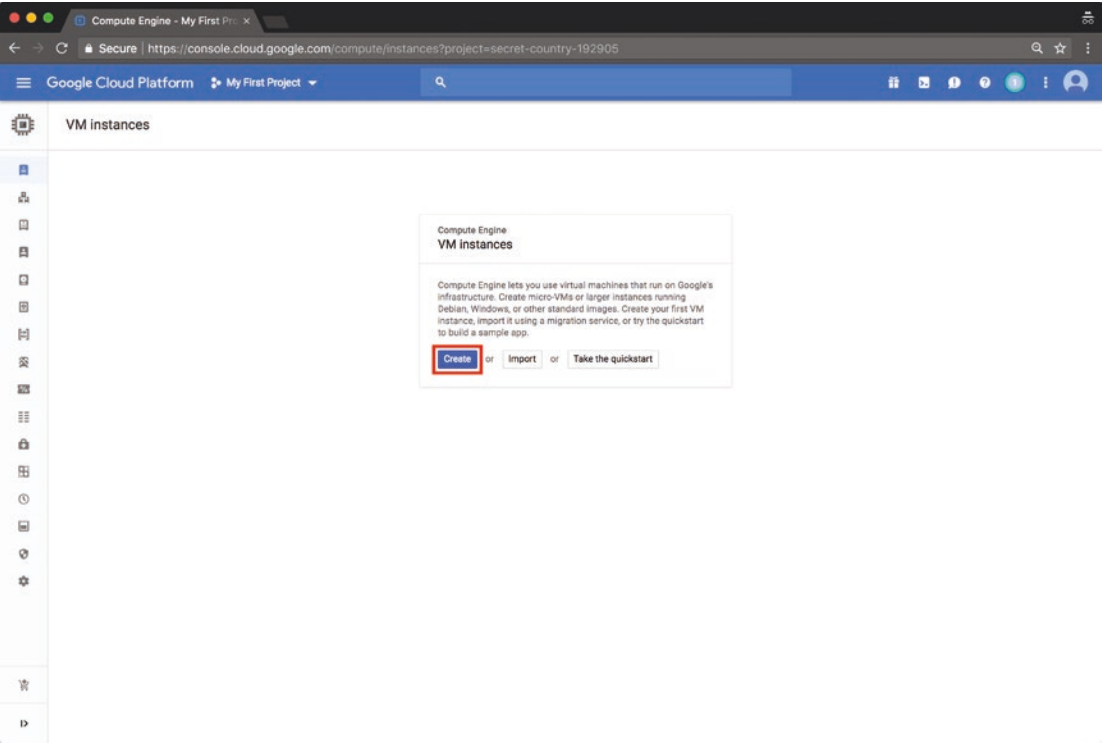 Compute Engine - My First Pro
Secure | https://console.cloud.google.com/compute/instances?project=secret-country-192905
Google Cloud Platform My First Project
1
VM instances
Compute Engine
VM instances
Compute Engine lets you use virtual machines that run on Google's
infrastructure. Create micro-VMs or larger instances running
Debian, Windows, or other standard images. Create your first VM
instance, import it using a migration service, or try the quickstart
to build a sample app.
Create or Import or Take the quickstart